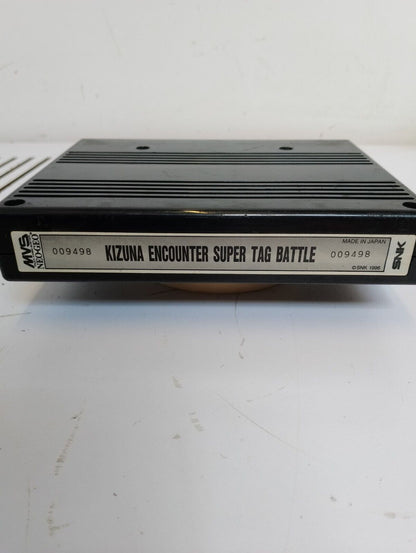 MVS
NEO·GEO
009498
KIZUNA ENCOUNTER SUPER TAG BATTLE
009498
MADE IN JAPAN
© SNK 1996
SNK